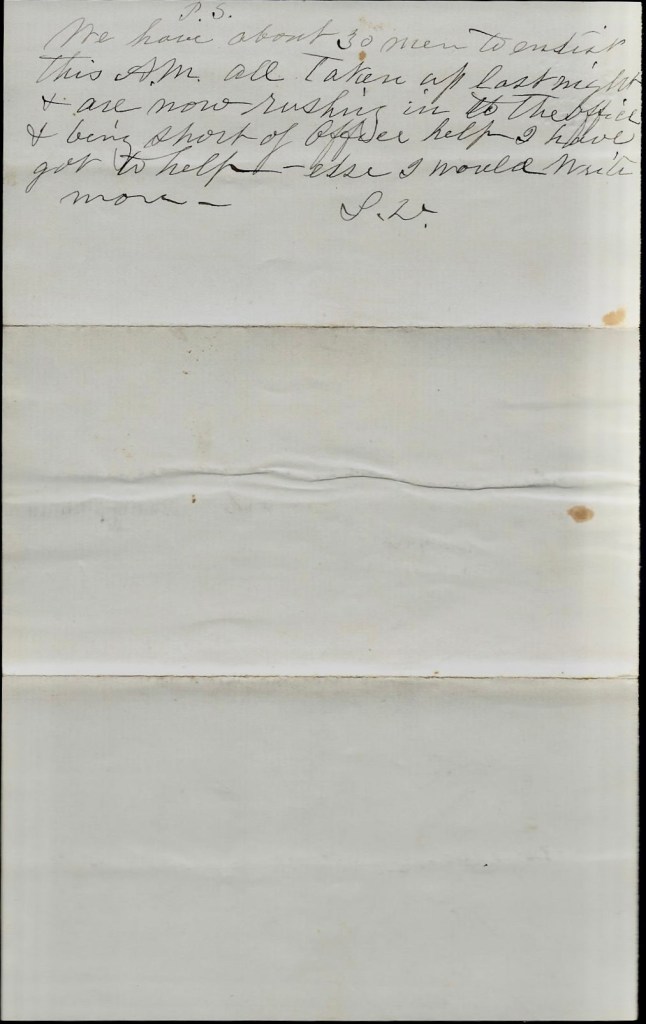 P.S.
We have about 30 men to enlist
this A.M. all taken up last night
& are now rushing in to the office
& being short of office help I have
got to help - else I would write
more -